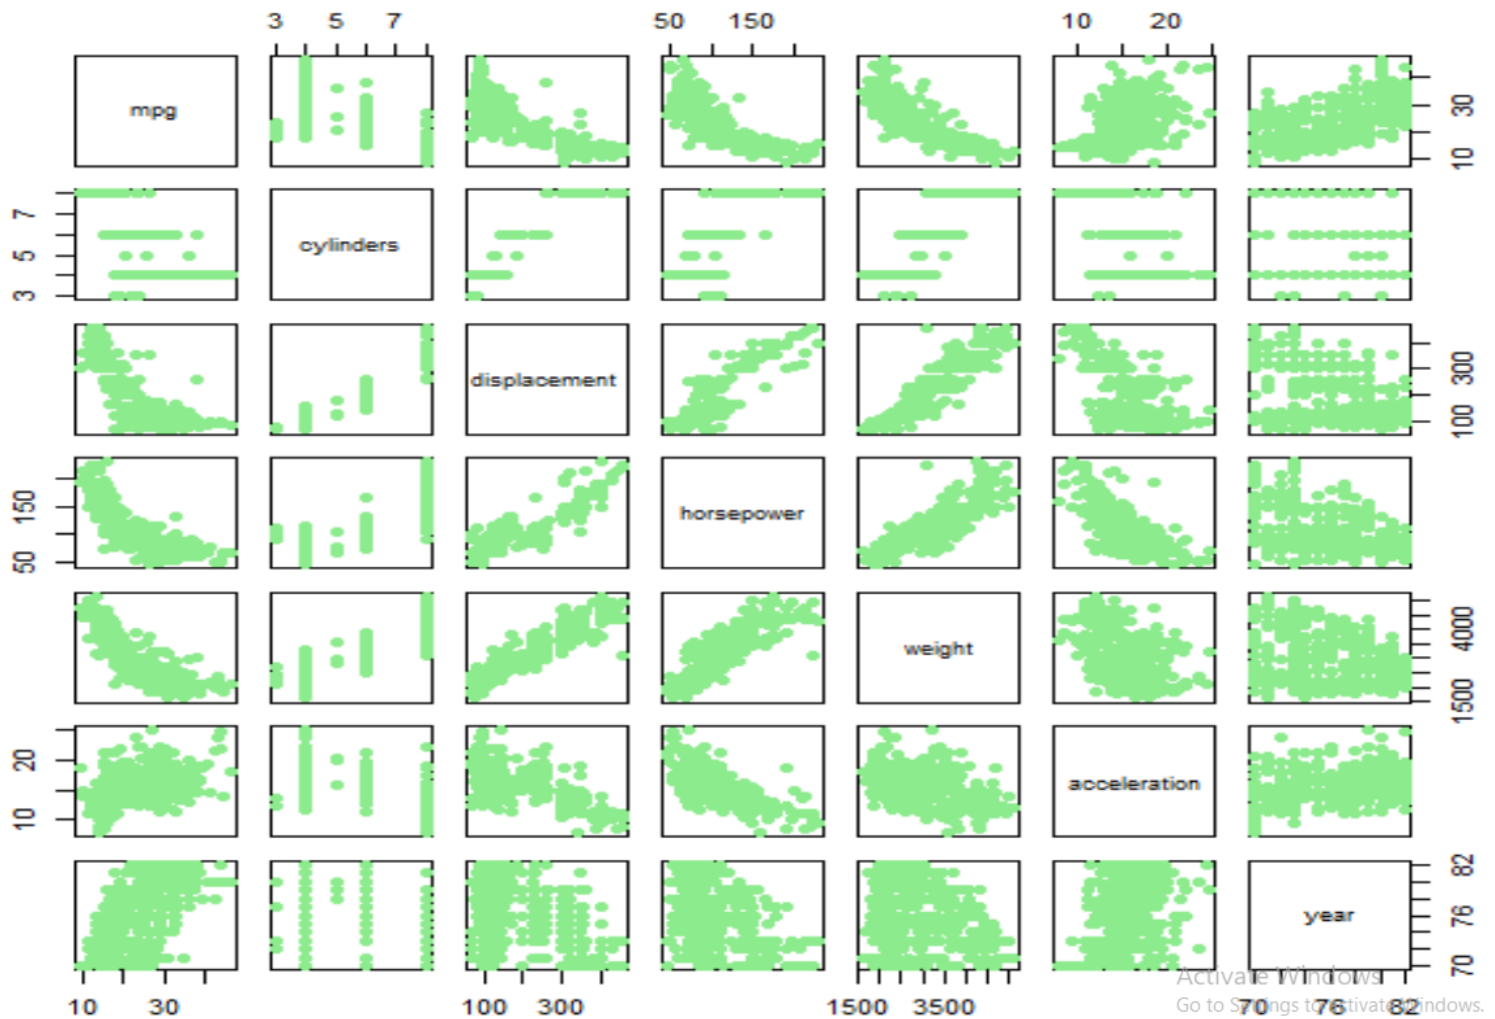 3 5 7 50 150 10 20
mpg
10 30
3 5 7
cylinders
displacement
100 300
50 150
horsepower
weight
1500 4000
10 20
acceleration
year
70 76 82
Activate Windows
10 30 100 300 1500 3500 70 76 82
Go to Settings to activate Windows.